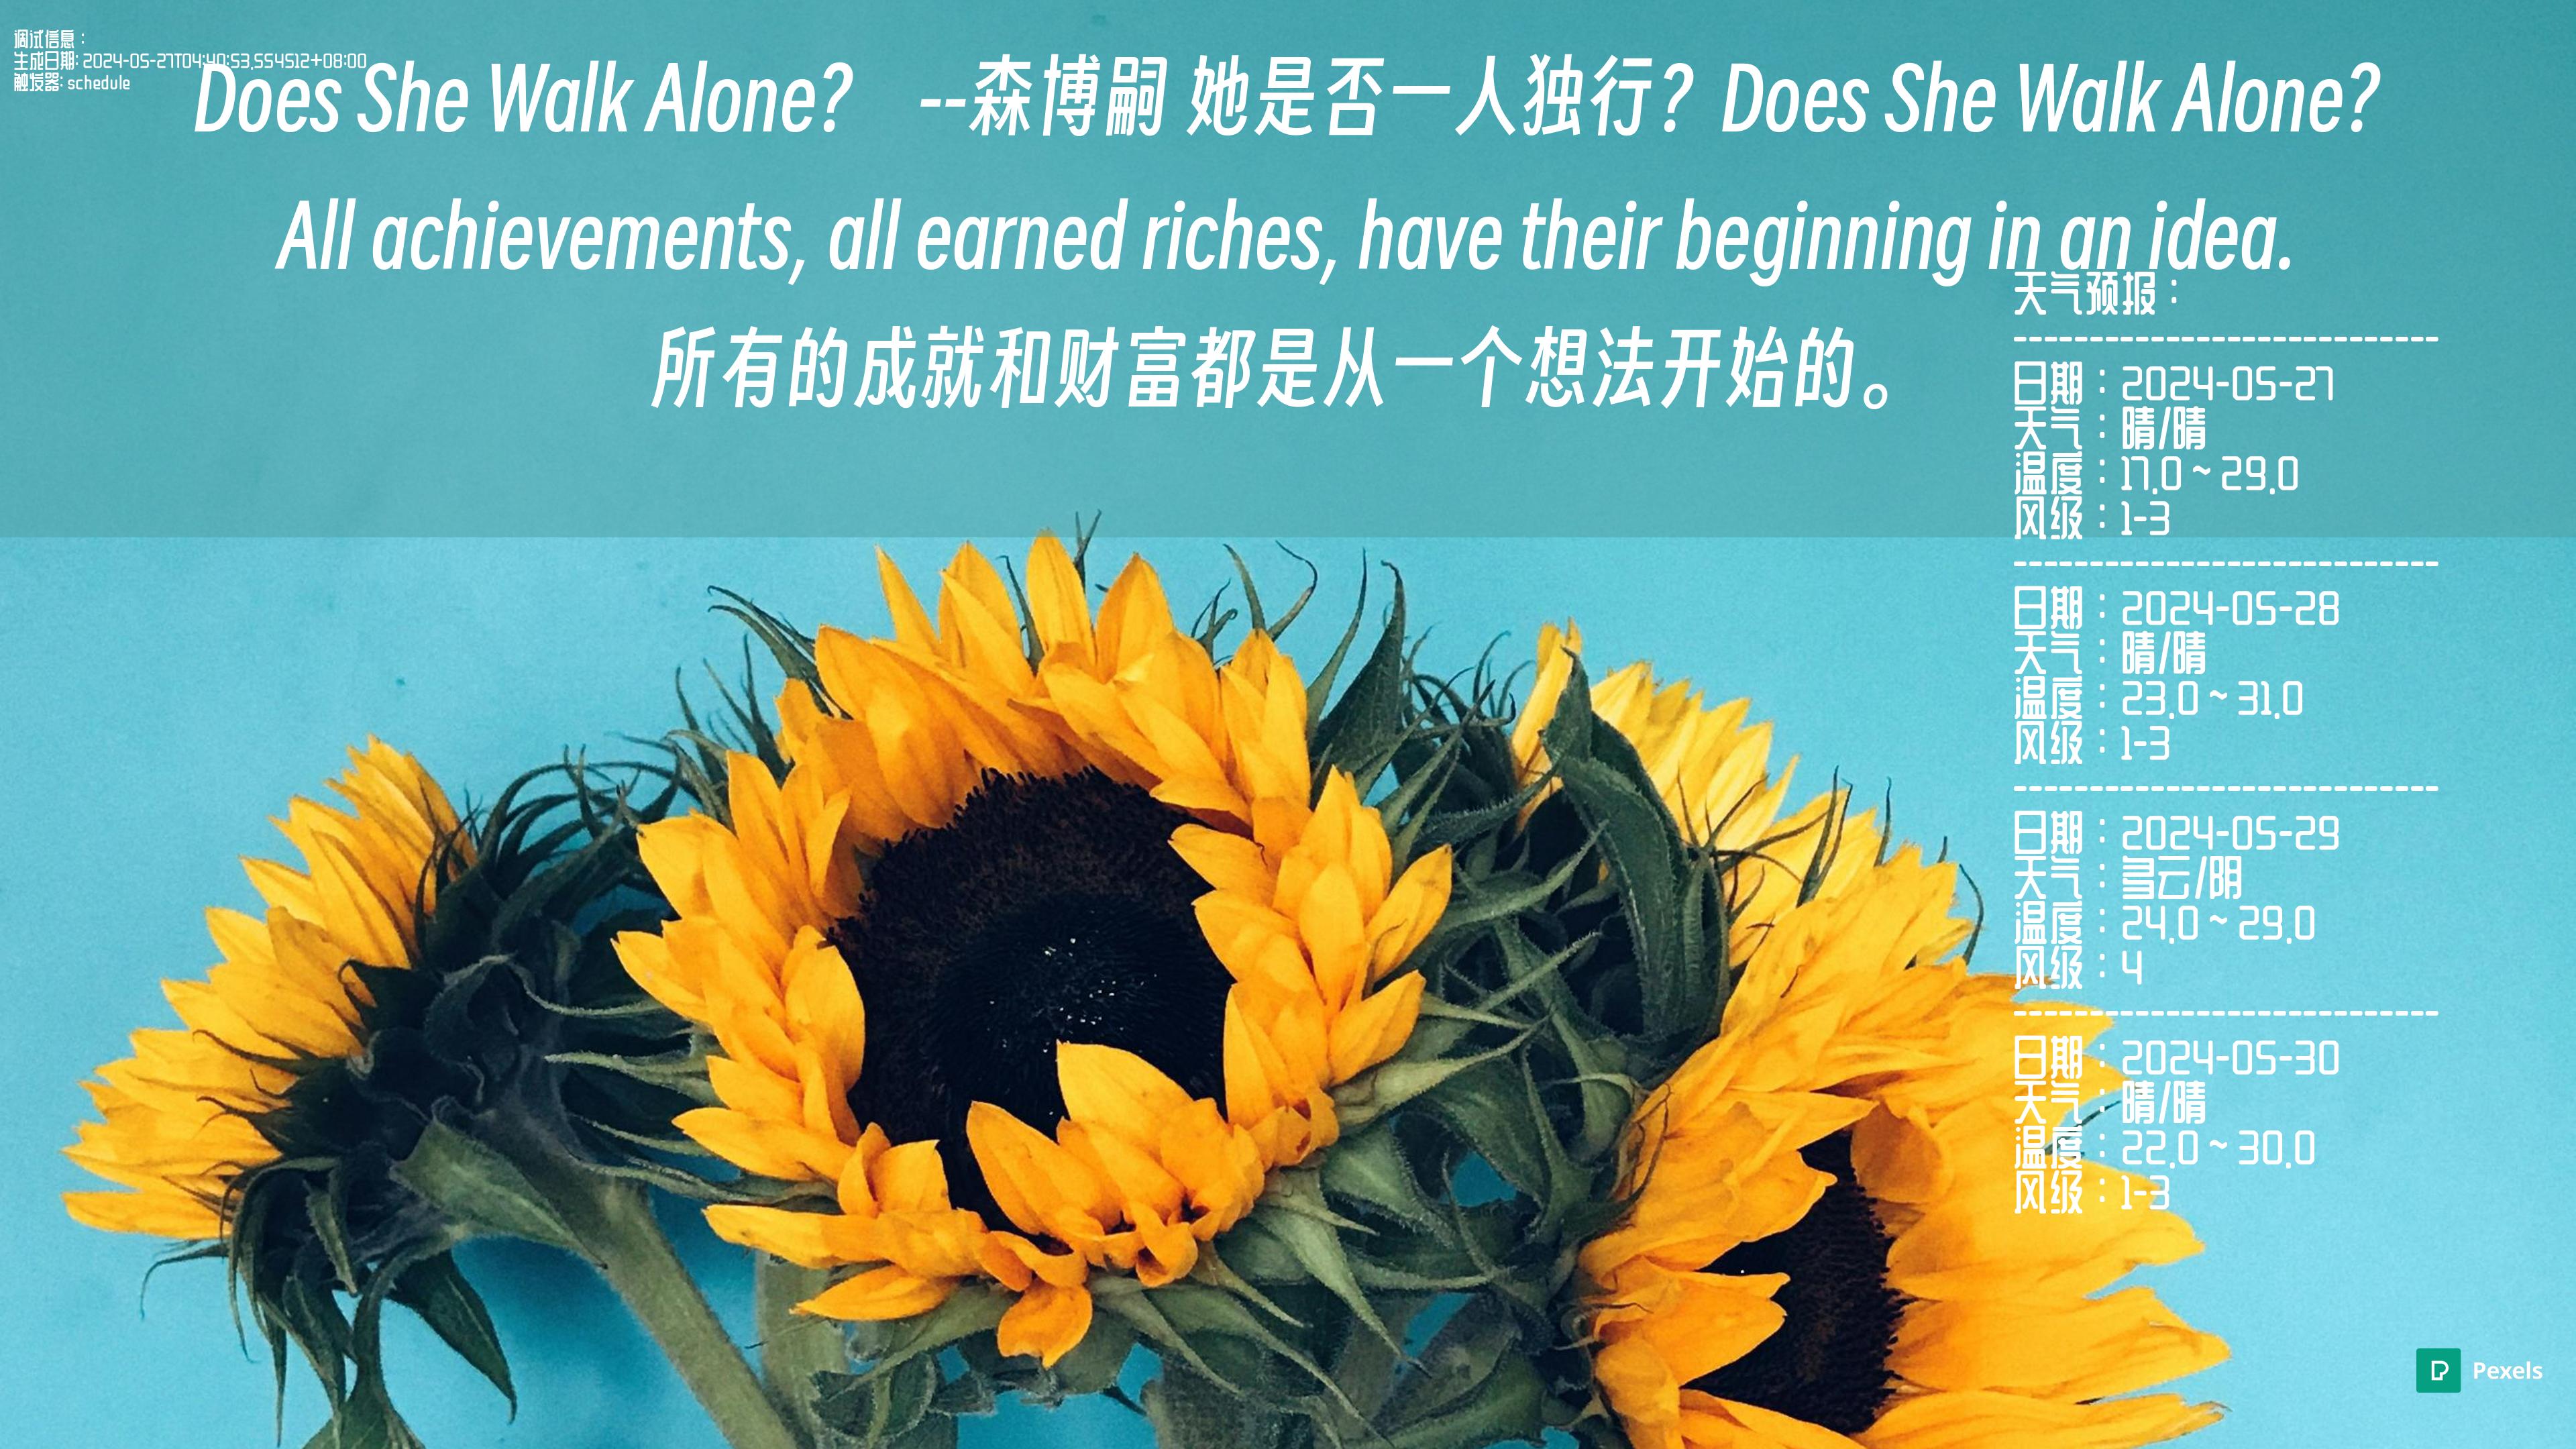 调试信息：
生成日期: 2024-05-27T04:40:53.554512+08:00
触发器: schedule
Does She Walk Alone? --森博嗣 她是否一人独行？Does She Walk Alone?
All achievements, all earned riches, have their beginning in an idea.
所有的成就和财富都是从一个想法开始的。
天气预报：
---------------------------
日期：2024-05-27
天气：晴/晴
温度：17.0 ~ 29.0
风级：1-3
---------------------------
日期：2024-05-28
天气：晴/晴
温度：23.0 ~ 31.0
风级：1-3
---------------------------
日期：2024-05-29
天气：多云/阴
温度：24.0 ~ 29.0
风级：4
---------------------------
日期：2024-05-30
天气：晴/晴
温度：22.0 ~ 30.0
风级：1-3
Pexels